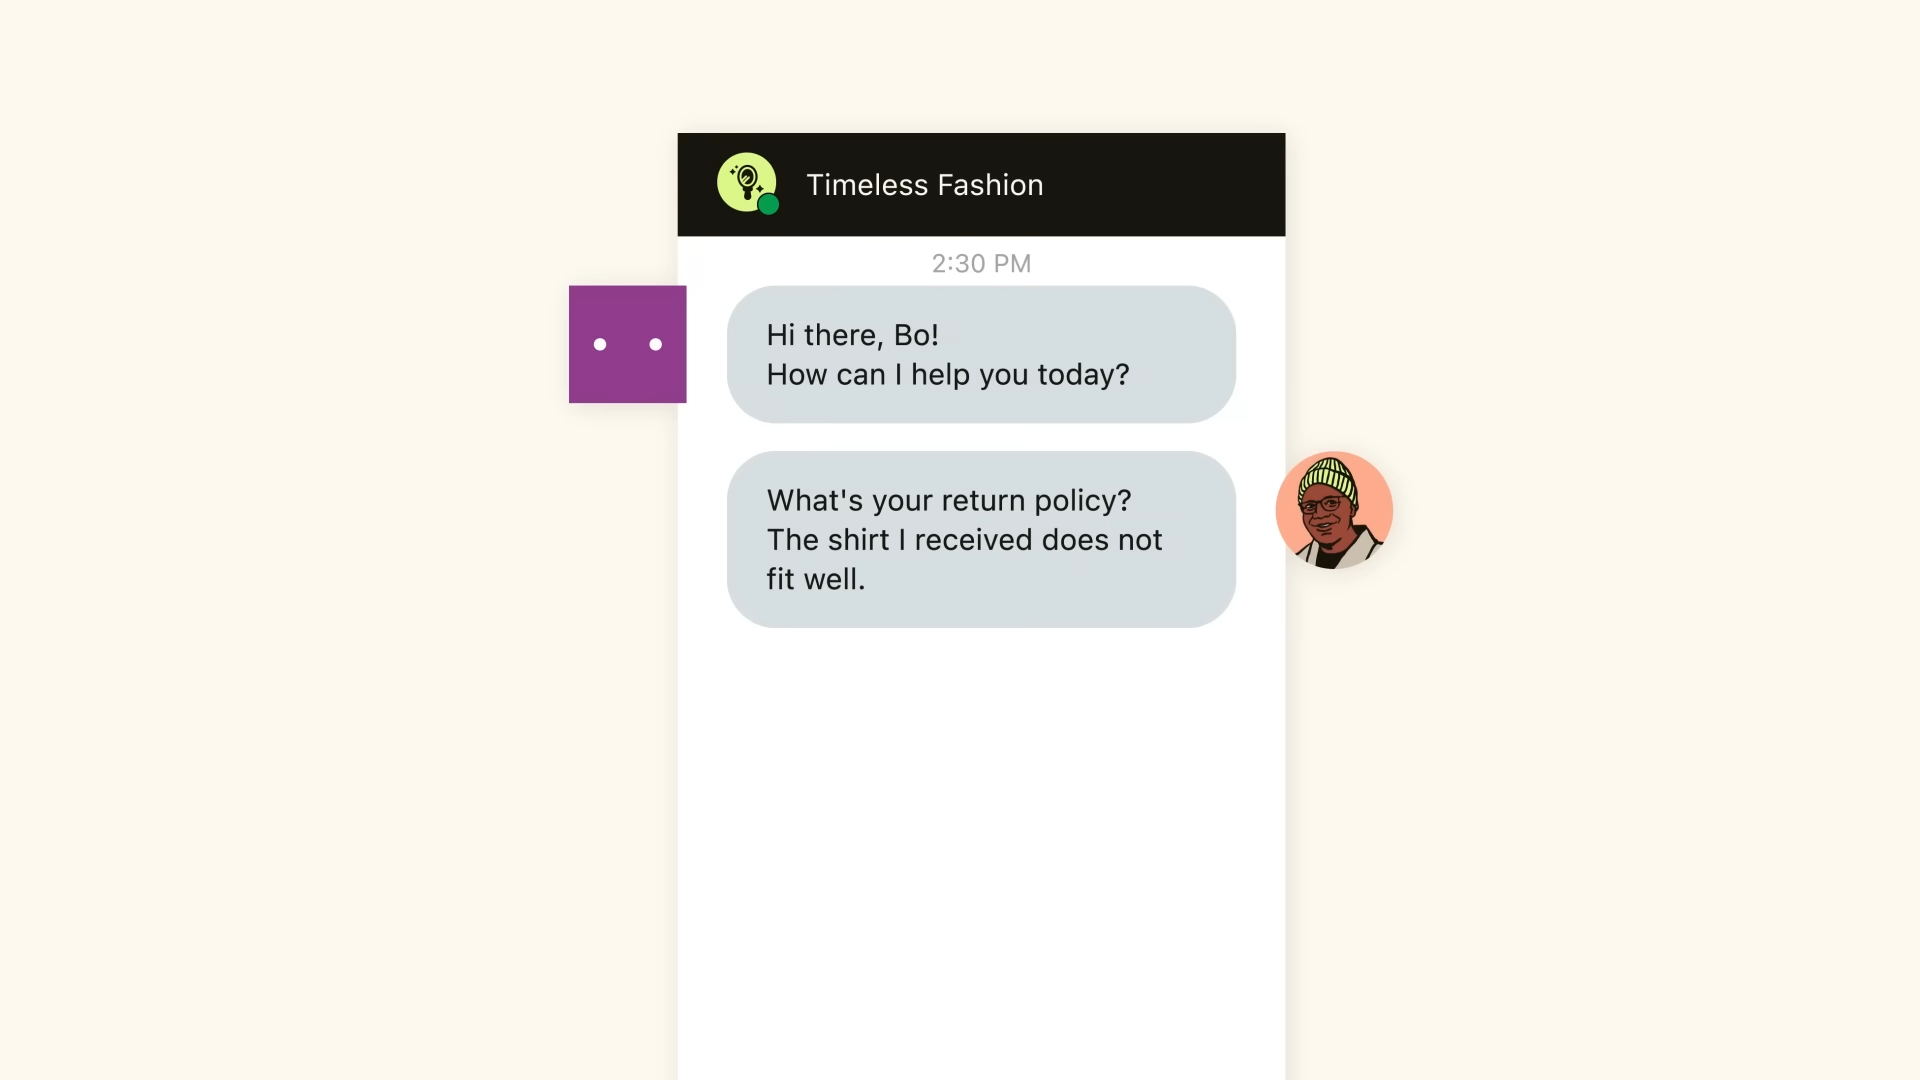 Timeless Fashion
2:30 PM
Hi there, Bo!
How can I help you today?
What's your return policy?
The shirt I received does not
fit well.